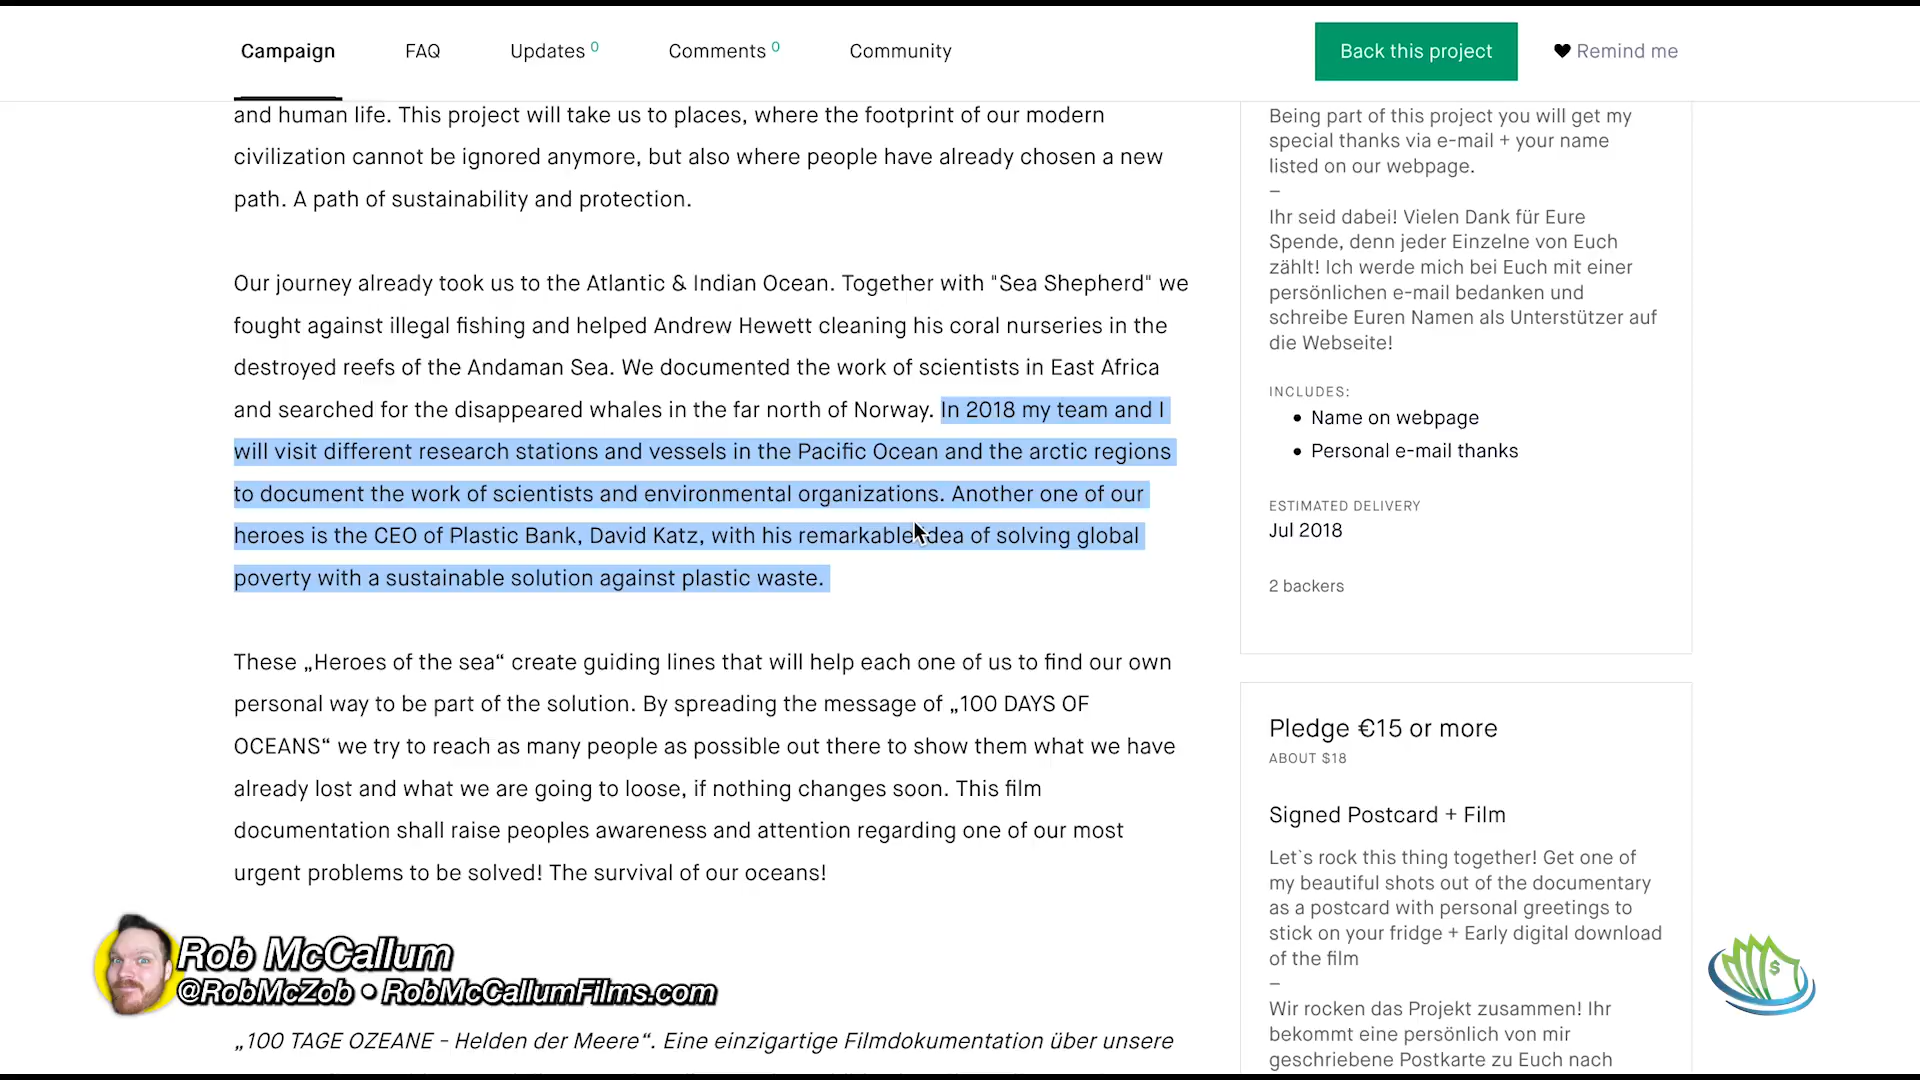 Campaign
FAQ
Updates 0
Comments 0
Community
Back this project
Remind me
and human life. This project will take us to places, where the footprint of our modern
civilization cannot be ignored anymore, but also where people have already chosen a new
path. A path of sustainability and protection.
Our journey already took us to the Atlantic & Indian Ocean. Together with "Sea Shepherd" we
fought against illegal fishing and helped Andrew Hewett cleaning his coral nurseries in the
destroyed reefs of the Andaman Sea. We documented the work of scientists in East Africa
and searched for the disappeared whales in the far north of Norway. In 2018 my team and I
will visit different research stations and vessels in the Pacific Ocean and the arctic regions
to document the work of scientists and environmental organizations. Another one of our
heroes is the CEO of Plastic Bank, David Katz, with his remarkable idea of solving global
poverty with a sustainable solution against plastic waste.
These „Heroes of the sea“ create guiding lines that will help each one of us to find our own
personal way to be part of the solution. By spreading the message of „100 DAYS OF
OCEANS“ we try to reach as many people as possible out there to show them what we have
already lost and what we are going to loose, if nothing changes soon. This film
documentation shall raise peoples awareness and attention regarding one of our most
urgent problems to be solved! The survival of our oceans!
„100 TAGE OZEANE - Helden der Meere“. Eine einzigartige Filmdokumentation über unsere
Being part of this project you will get my
special thanks via e-mail + your name
listed on our webpage.
–
Ihr seid dabei! Vielen Dank für Eure
Spende, denn jeder Einzelne von Euch
zählt! Ich werde mich bei Euch mit einer
persönlichen e-mail bedanken und
schreibe Euren Namen als Unterstützer auf
die Webseite!
INCLUDES:
• Name on webpage
• Personal e-mail thanks
ESTIMATED DELIVERY
Jul 2018
2 backers
Pledge €15 or more
ABOUT $18
Signed Postcard + Film
Let`s rock this thing together! Get one of
my beautiful shots out of the documentary
as a postcard with personal greetings to
stick on your fridge + Early digital download
of the film
–
Wir rocken das Projekt zusammen! Ihr
bekommt eine persönlich von mir
geschriebene Postkarte zu Euch nach
Rob McCallum
@RobMcZob • RobMcCallumFilms.com
$